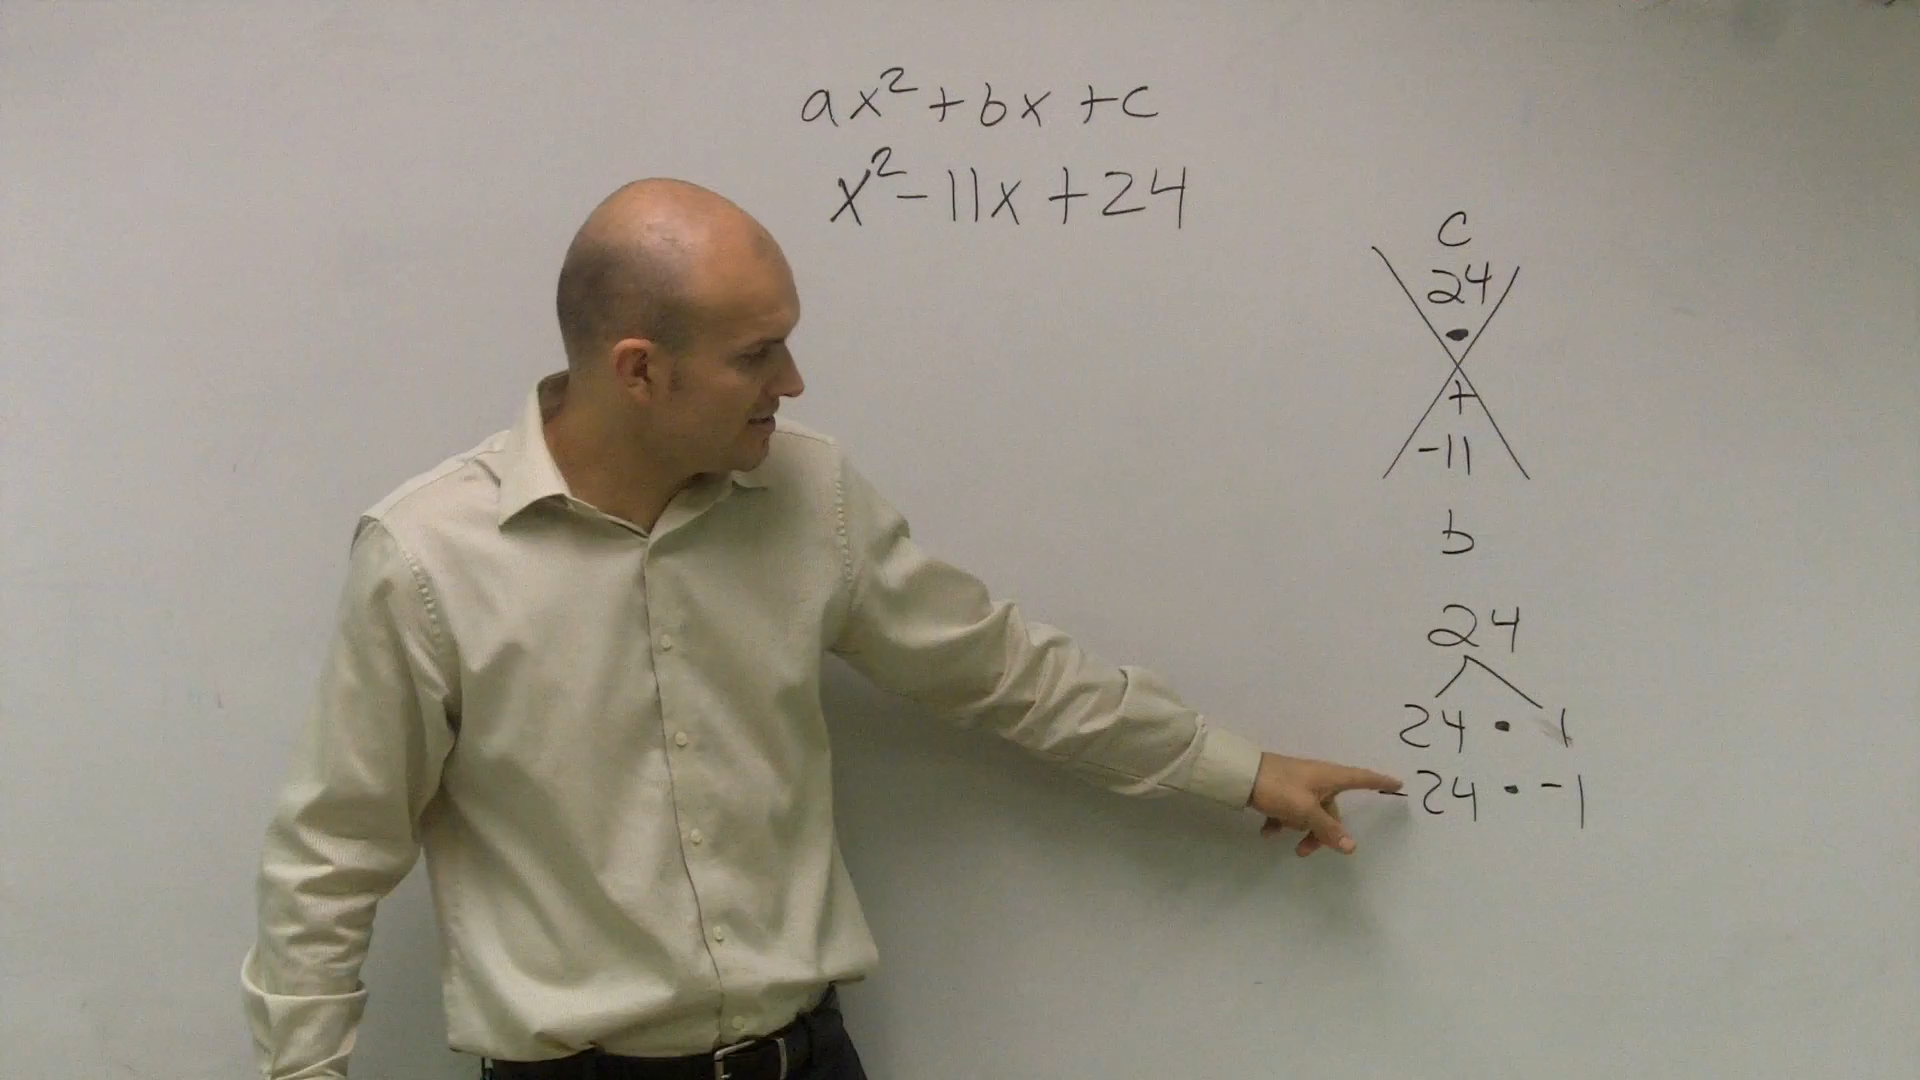 ax²+bx+c
x²-11x+24
c
24
•
+
-11
b
24
24 • 1
-24 • -1